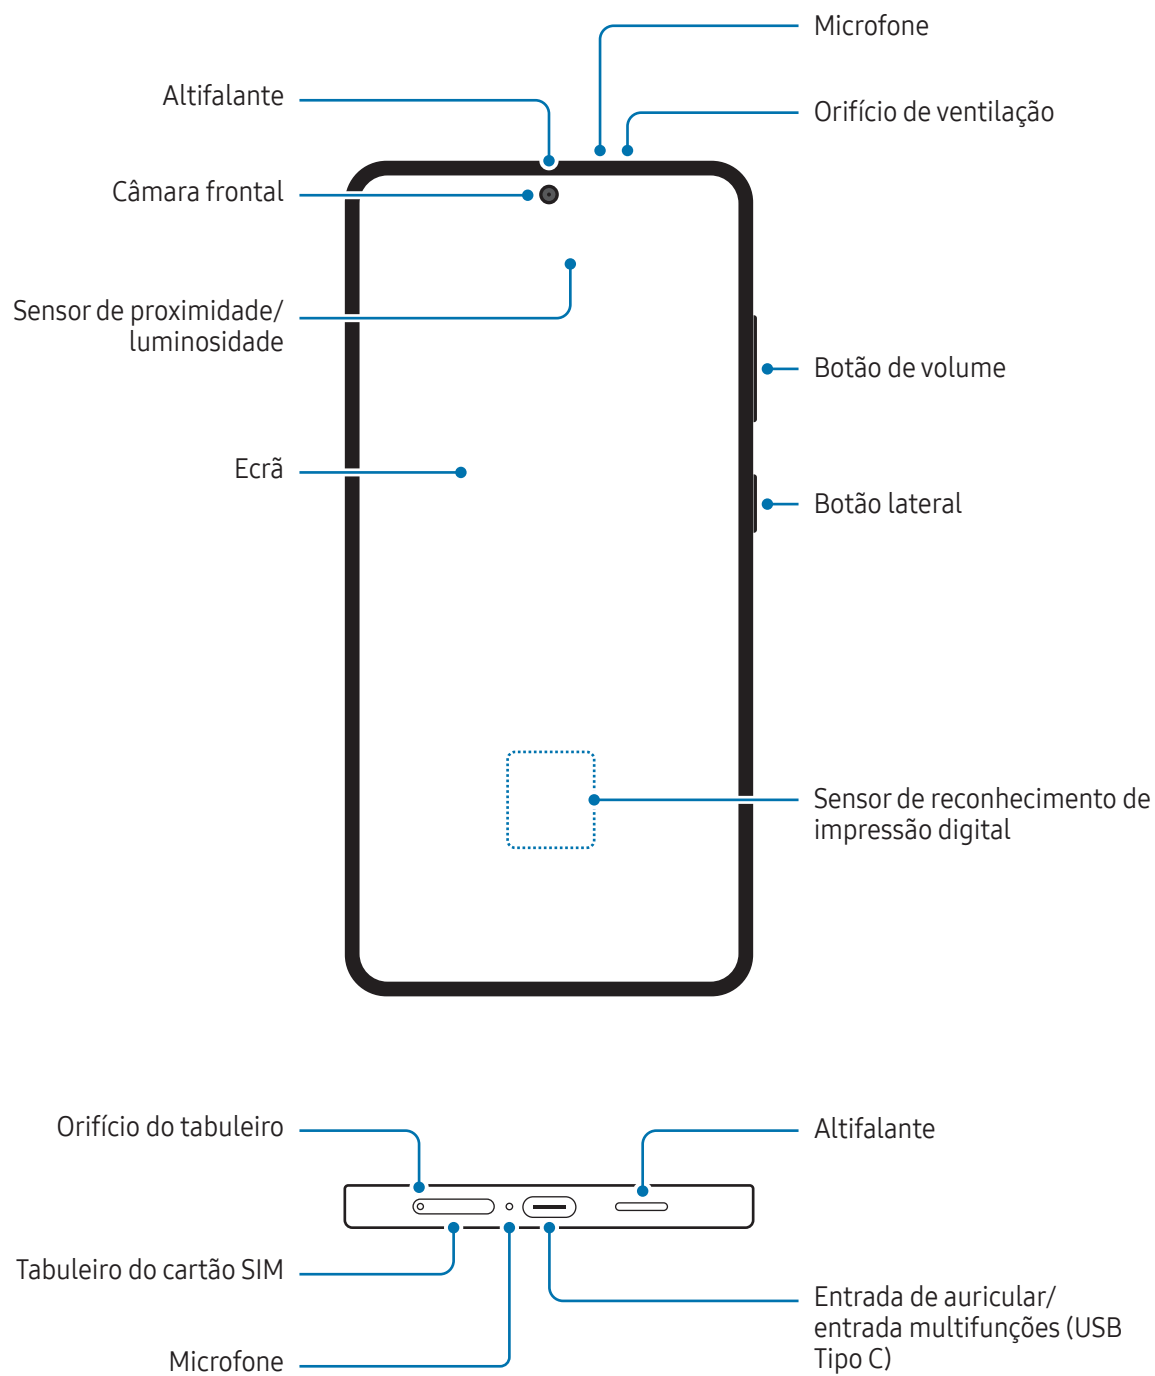 Microfone
Altifalante
Orifício de ventilação
Câmara frontal
Sensor de proximidade/
luminosidade
Botão de volume
Ecrã
Botão lateral
Sensor de reconhecimento de
impressão digital
Orifício do tabuleiro
Altifalante
Tabuleiro do cartão SIM
Entrada de auricular/
entrada multifunções (USB
Tipo C)
Microfone